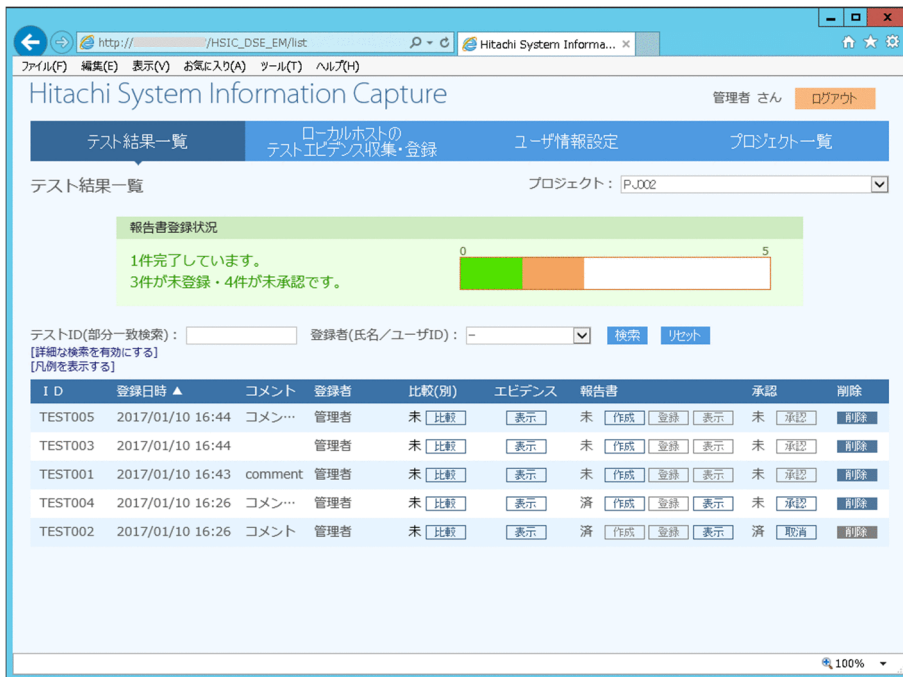 http:// /HSIC_DSE_EM/list
Hitachi System Informa...
ファイル(F) 編集(E) 表示(V) お気に入り(A) ツール(T) ヘルプ(H)
Hitachi System Information Capture
管理者 さん ログアウト
テスト結果一覧
ローカルホストの
テストエビデンス収集・登録
ユーザ情報設定
プロジェクト一覧
テスト結果一覧
プロジェクト： PJ002
報告書登録状況
1件完了しています。
3件が未登録・4件が未承認です。
0 5
テストID(部分一致検索)： 登録者(氏名／ユーザID)： − 検索 リセット
[詳細な検索を有効にする]
[凡例を表示する]
ＩＤ 登録日時 ▲ コメント 登録者 比較(別) エビデンス 報告書 承認 削除
TEST005 2017/01/10 16:44 コメン… 管理者 未 比較 表示 未 作成 登録 表示 未 承認 削除
TEST003 2017/01/10 16:44 管理者 未 比較 表示 未 作成 登録 表示 未 承認 削除
TEST001 2017/01/10 16:43 comment 管理者 未 比較 表示 未 作成 登録 表示 未 承認 削除
TEST004 2017/01/10 16:26 コメン… 管理者 未 比較 表示 済 作成 登録 表示 未 承認 削除
TEST002 2017/01/10 16:26 コメント 管理者 未 比較 表示 済 作成 登録 表示 済 取消 削除
100%